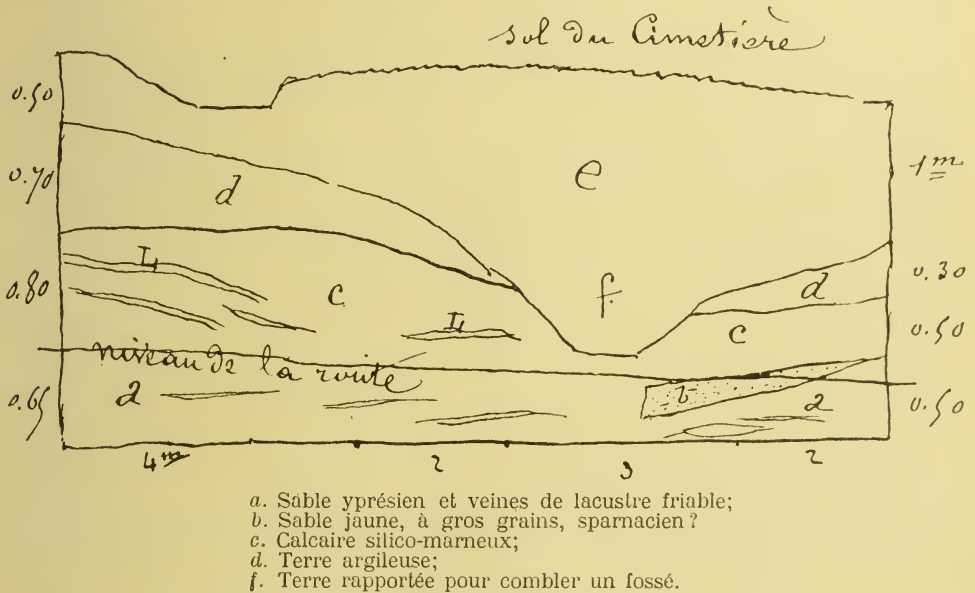 sol du Cimetière
0.50
0.70
0.80
0.65
1 m
0.30
0.50
0.50
d
e
L
c
f
d
L
c
niveau de la route
a
b
a
4m
2
3
2
a. Sable yprésien et veines de lacustre friable;
b. Sable jaune, à gros grains, sparnacien ?
c. Calcaire silico-marneux;
d. Terre argileuse;
f. Terre rapportée pour combler un fossé.